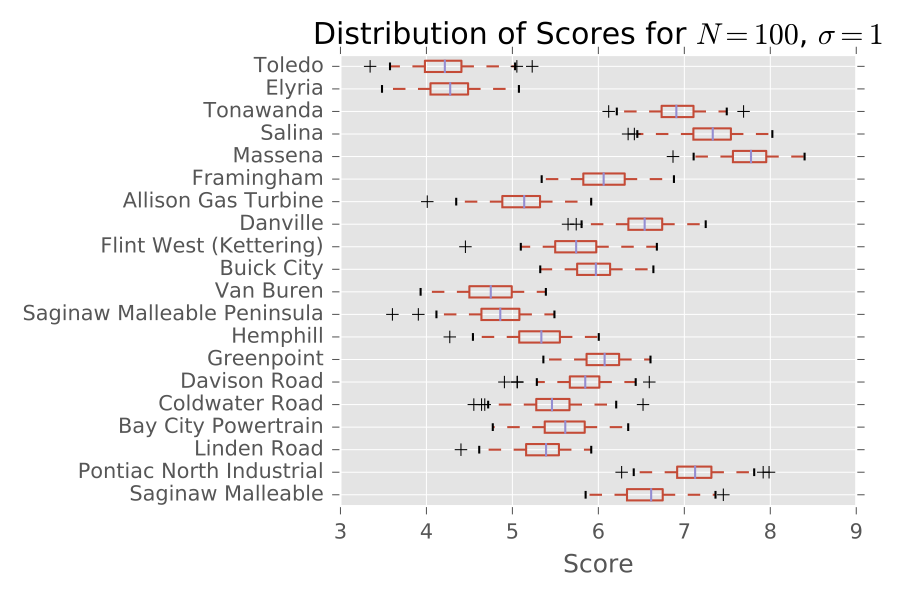 Distribution of Scores for N = 100, σ = 1
Toledo
Elyria
Tonawanda
Salina
Massena
Framingham
Allison Gas Turbine
Danville
Flint West (Kettering)
Buick City
Van Buren
Saginaw Malleable Peninsula
Hemphill
Greenpoint
Davison Road
Coldwater Road
Bay City Powertrain
Linden Road
Pontiac North Industrial
Saginaw Malleable
3 4 5 6 7 8 9
Score